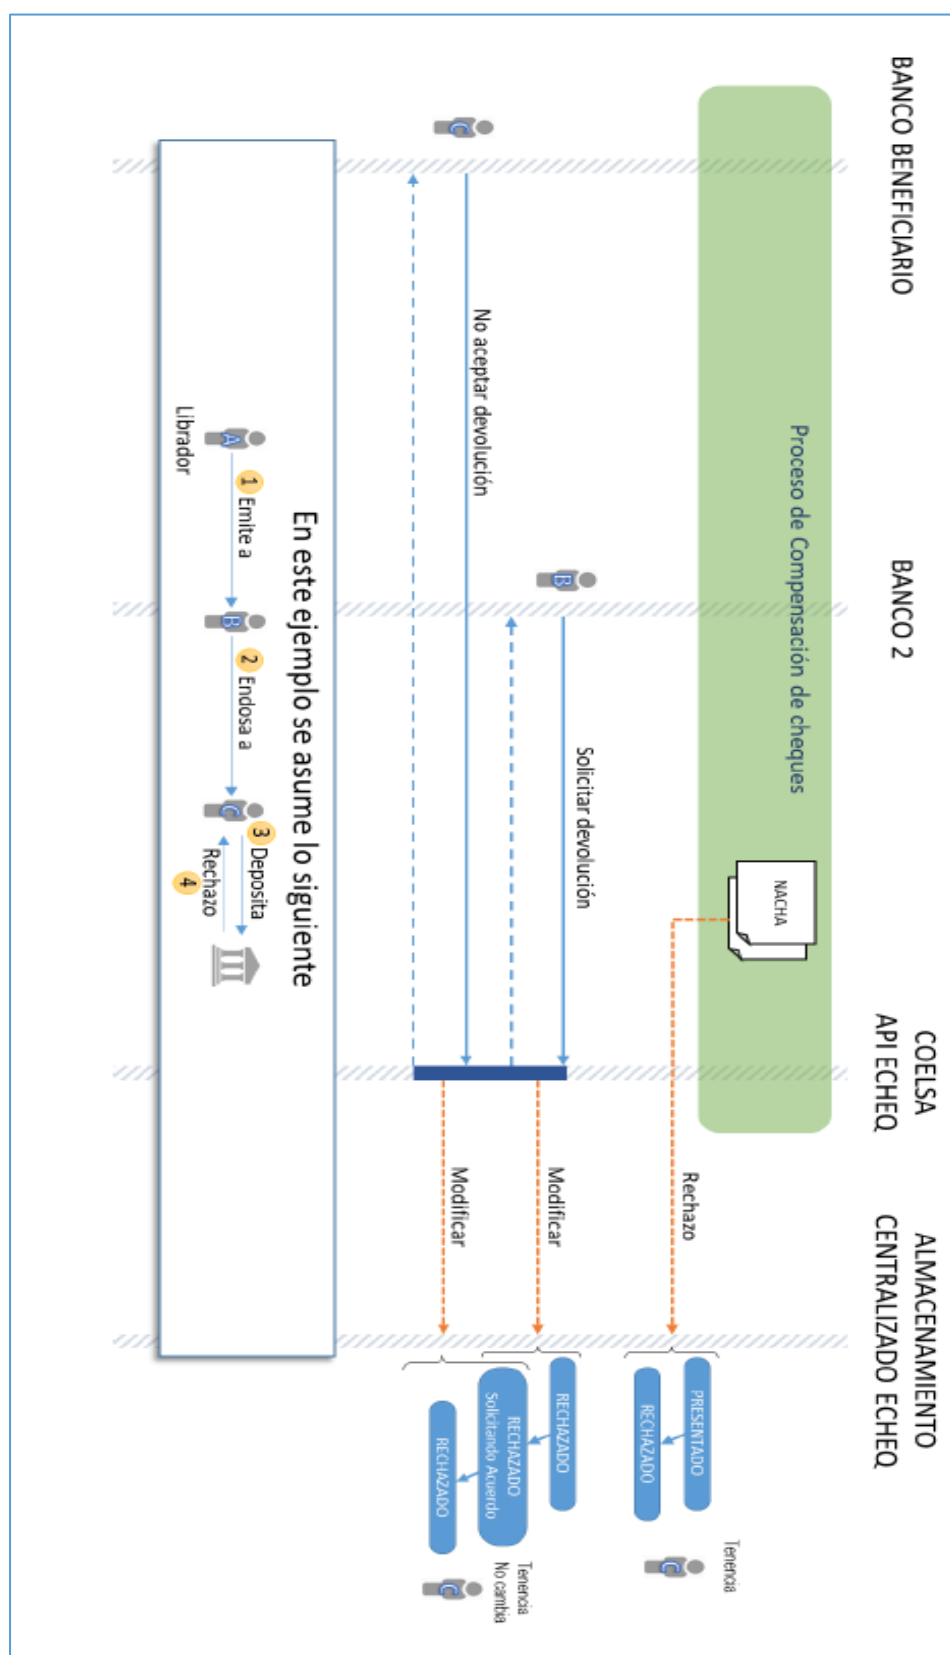 BANCO BENEFICIARIO
BANCO 2
COELSA
API ECHEQ
ALMACENAMIENTO
CENTRALIZADO ECHEQ
Proceso de Compensación de cheques
NACHA
Rechazo
PRESENTADO
RECHAZADO
Tenencia
C
B
Solicitar devolución
Modificar
RECHAZADO
RECHAZADO
Solicitando Acuerdo
RECHAZADO
Tenencia
No cambia
C
C
No aceptar devolución
Modificar
En este ejemplo se asume lo siguiente
A
1 Emite a
B
2 Endosa a
C
3 Deposita
Rechazo
4
Librador